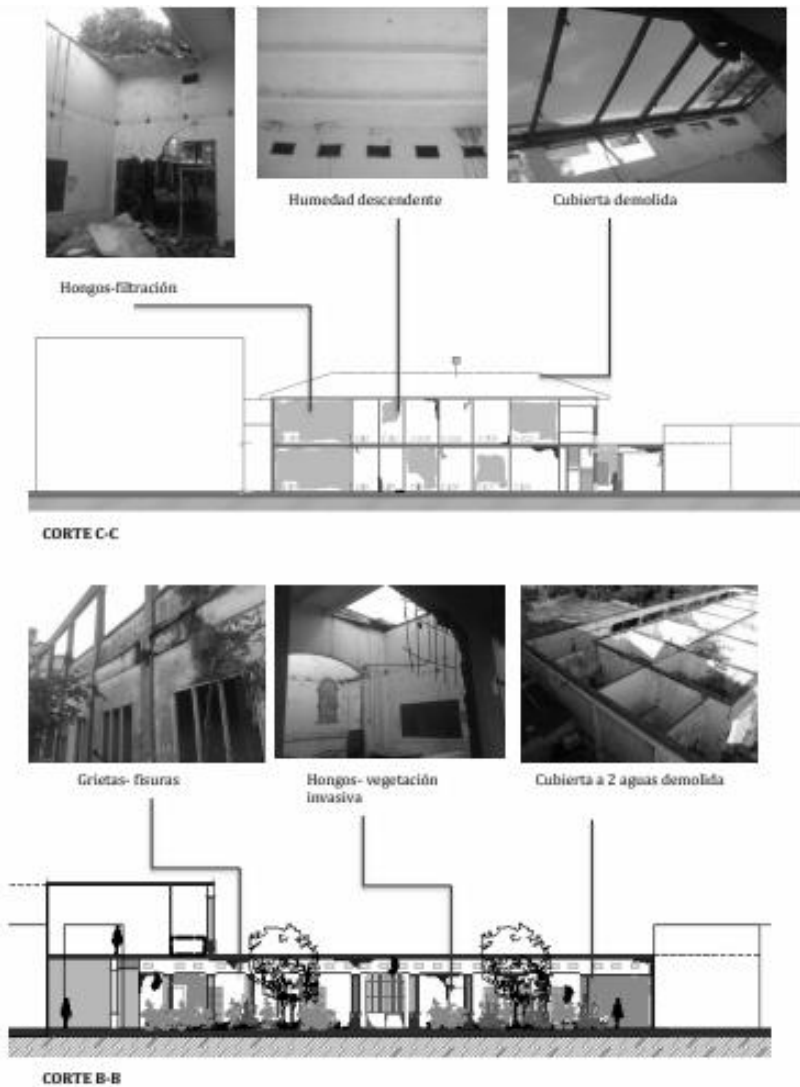 Humedad descendente
Cubierta demolida
Hongos-filtración
CORTE C-C
Grietas- fisuras
Hongos- vegetación
invasiva
Cubierta a 2 aguas demolida
CORTE B-B